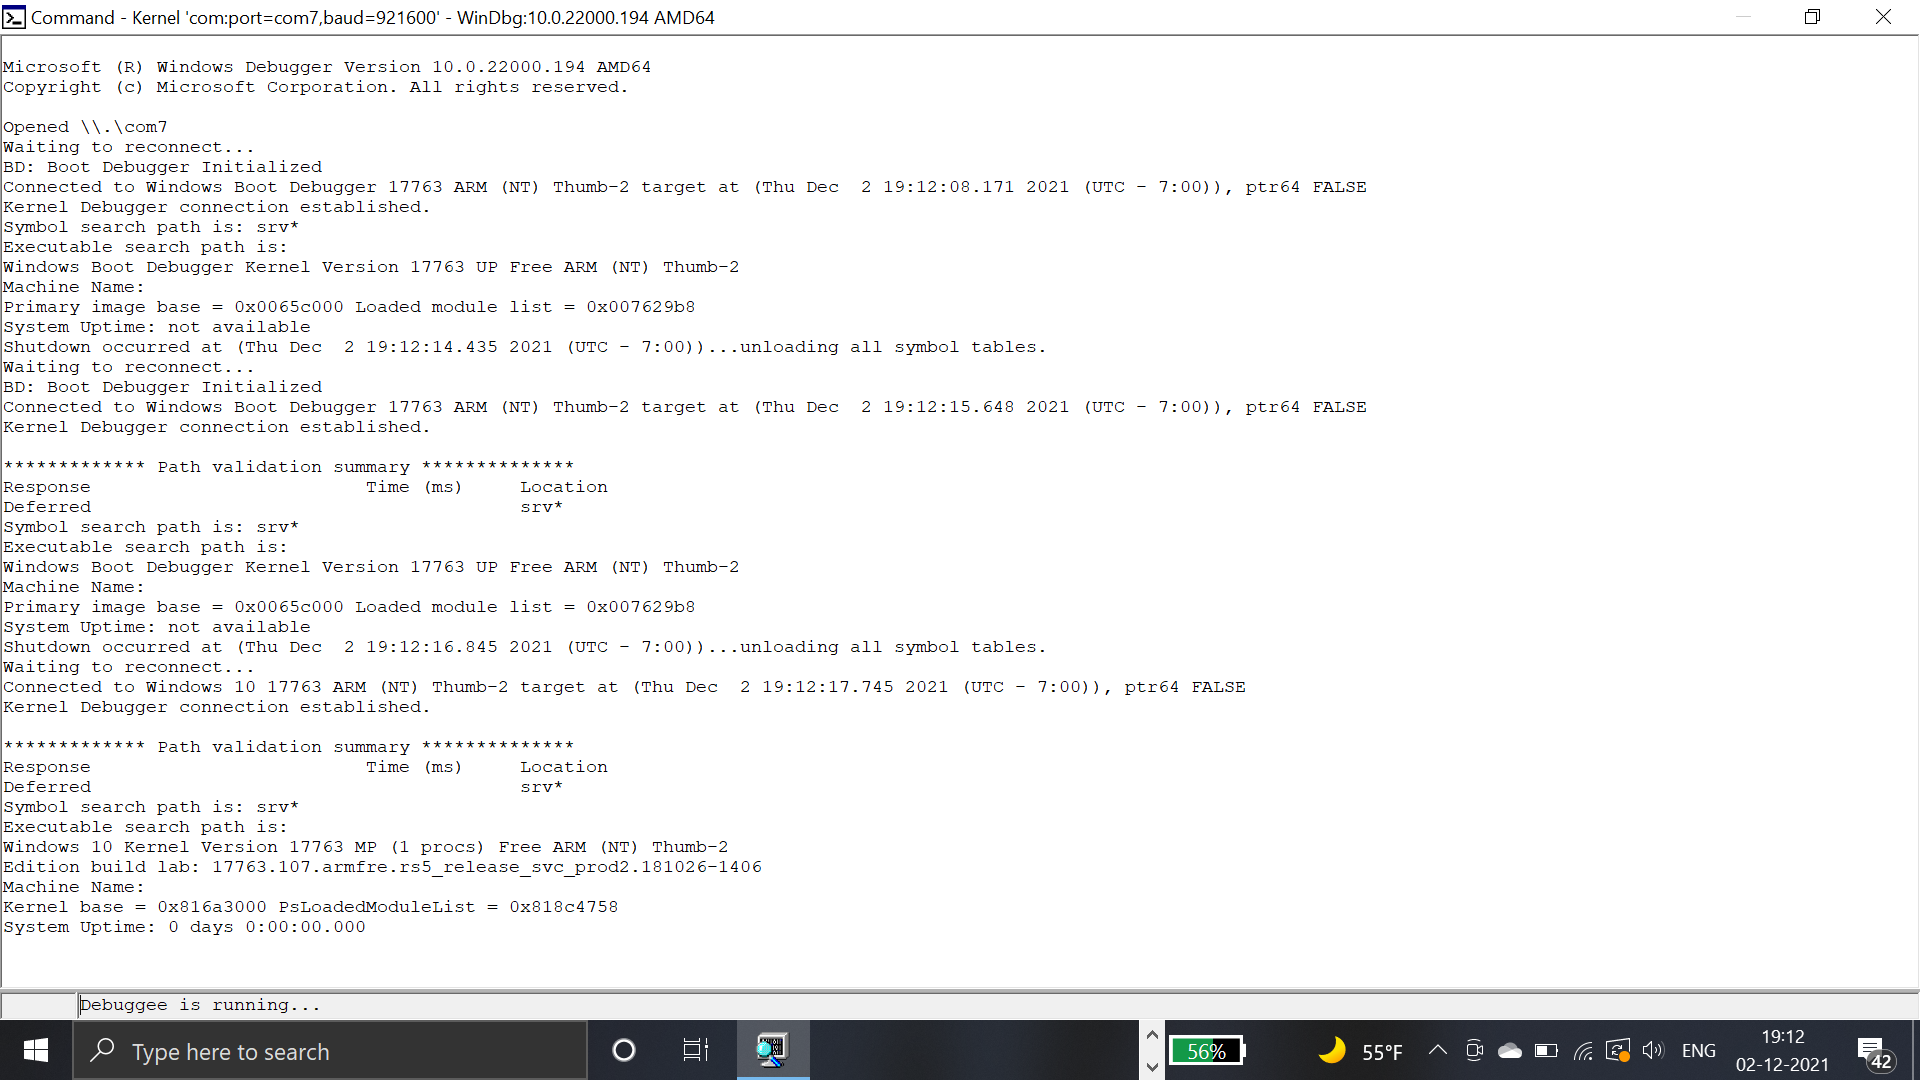 Command - Kernel 'com:port=com7,baud=921600' - WinDbg:10.0.22000.194 AMD64
Microsoft (R) Windows Debugger Version 10.0.22000.194 AMD64
Copyright (c) Microsoft Corporation. All rights reserved.
Opened \\.\com7
Waiting to reconnect...
BD: Boot Debugger Initialized
Connected to Windows Boot Debugger 17763 ARM (NT) Thumb-2 target at (Thu Dec  2 19:12:08.171 2021 (UTC - 7:00)), ptr64 FALSE
Kernel Debugger connection established.
Symbol search path is: srv*
Executable search path is:
Windows Boot Debugger Kernel Version 17763 UP Free ARM (NT) Thumb-2
Machine Name:
Primary image base = 0x0065c000 Loaded module list = 0x007629b8
System Uptime: not available
Shutdown occurred at (Thu Dec  2 19:12:14.435 2021 (UTC - 7:00))...unloading all symbol tables.
Waiting to reconnect...
BD: Boot Debugger Initialized
Connected to Windows Boot Debugger 17763 ARM (NT) Thumb-2 target at (Thu Dec  2 19:12:15.648 2021 (UTC - 7:00)), ptr64 FALSE
Kernel Debugger connection established.
************* Path validation summary **************
Response                         Time (ms)     Location
Deferred                                       srv*
Symbol search path is: srv*
Executable search path is:
Windows Boot Debugger Kernel Version 17763 UP Free ARM (NT) Thumb-2
Machine Name:
Primary image base = 0x0065c000 Loaded module list = 0x007629b8
System Uptime: not available
Shutdown occurred at (Thu Dec  2 19:12:16.845 2021 (UTC - 7:00))...unloading all symbol tables.
Waiting to reconnect...
Connected to Windows 10 17763 ARM (NT) Thumb-2 target at (Thu Dec  2 19:12:17.745 2021 (UTC - 7:00)), ptr64 FALSE
Kernel Debugger connection established.
************* Path validation summary **************
Response                         Time (ms)     Location
Deferred                                       srv*
Symbol search path is: srv*
Executable search path is:
Windows 10 Kernel Version 17763 MP (1 procs) Free ARM (NT) Thumb-2
Edition build lab: 17763.107.armfre.rs5_release_svc_prod2.181026-1406
Machine Name:
Kernel base = 0x816a3000 PsLoadedModuleList = 0x818c4758
System Uptime: 0 days 0:00:00.000
Debuggee is running...
Type here to search
56%
55°F
ENG
19:12
02-12-2021
42